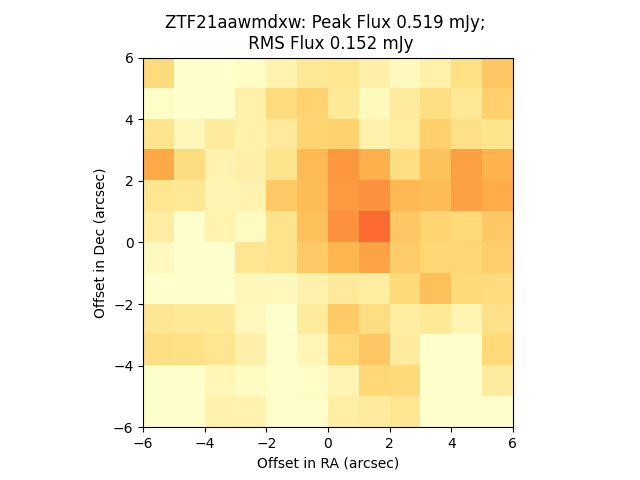 ZTF21aawmdxw: Peak Flux 0.519 mJy;
RMS Flux 0.152 mJy
6
4
2
0
−2
−4
−6
Offset in Dec (arcsec)
−6 −4 −2 0 2 4 6
Offset in RA (arcsec)